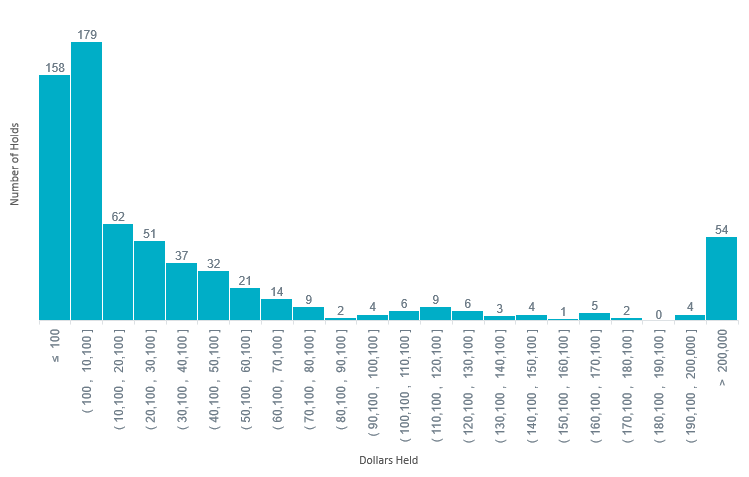 179
158
62
51
37
32
21
14
9
2
4
6
9
6
3
4
1
5
2
0
4
54
Number of Holds
≤ 100
( 100 , 10,100 ]
( 10,100 , 20,100 ]
( 20,100 , 30,100 ]
( 30,100 , 40,100 ]
( 40,100 , 50,100 ]
( 50,100 , 60,100 ]
( 60,100 , 70,100 ]
( 70,100 , 80,100 ]
( 80,100 , 90,100 ]
( 90,100 , 100,100 ]
( 100,100 , 110,100 ]
( 110,100 , 120,100 ]
( 120,100 , 130,100 ]
( 130,100 , 140,100 ]
( 140,100 , 150,100 ]
( 150,100 , 160,100 ]
( 160,100 , 170,100 ]
( 170,100 , 180,100 ]
( 180,100 , 190,100 ]
( 190,100 , 200,000 ]
> 200,000
Dollars Held